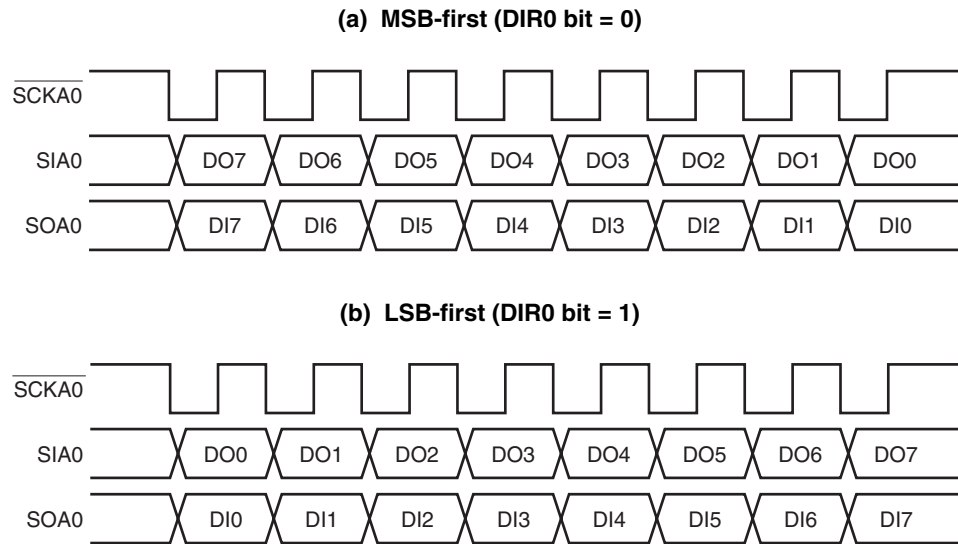 (a) MSB-first (DIR0 bit = 0)
SCKA0
SIA0 DO7 DO6 DO5 DO4 DO3 DO2 DO1 DO0
SOA0 DI7 DI6 DI5 DI4 DI3 DI2 DI1 DI0
(b) LSB-first (DIR0 bit = 1)
SCKA0
SIA0 DO0 DO1 DO2 DO3 DO4 DO5 DO6 DO7
SOA0 DI0 DI1 DI2 DI3 DI4 DI5 DI6 DI7